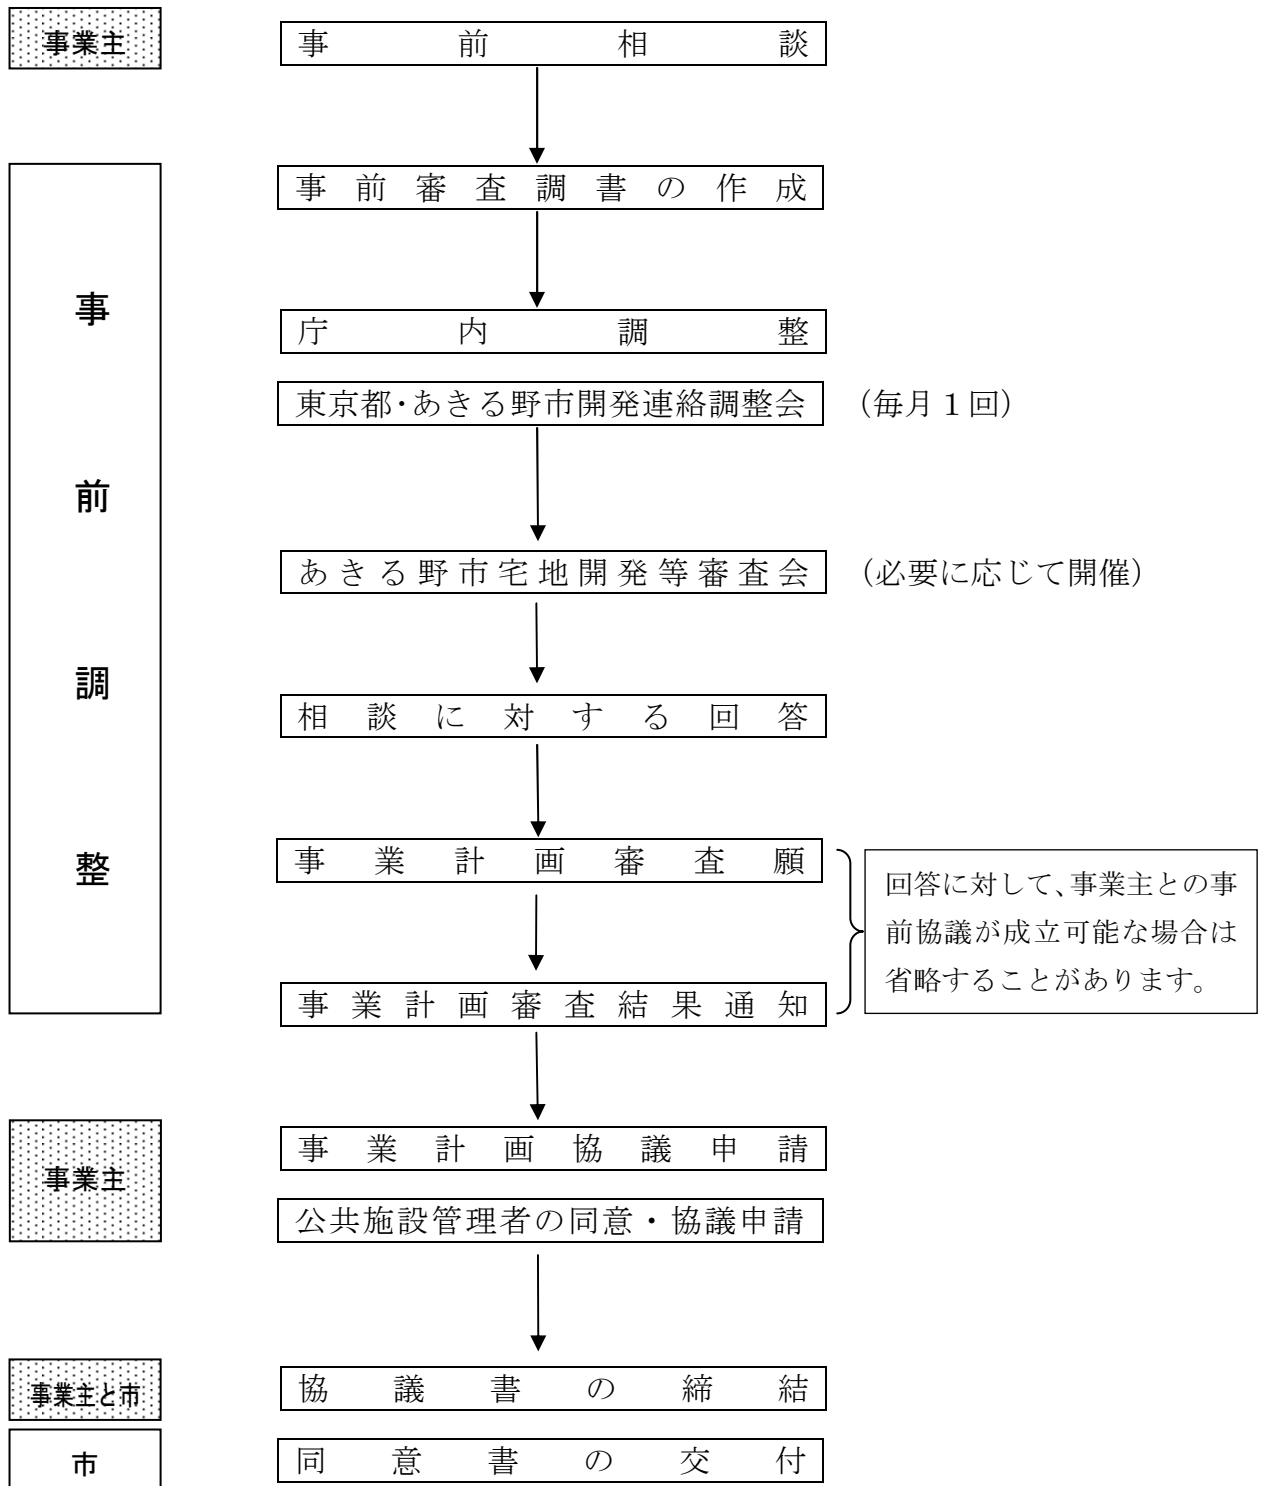 事業主
事前相談
事前調整
事前審査調書の作成
庁内調整
東京都・あきる野市開発連絡調整会
（毎月１回）
あきる野市宅地開発等審査会
（必要に応じて開催）
相談に対する回答
事業計画審査願
事業計画審査結果通知
回答に対して、事業主との事
前協議が成立可能な場合は
省略することがあります。
事業主
事業計画協議申請
公共施設管理者の同意・協議申請
事業主と市
協議書の締結
市
同意書の交付